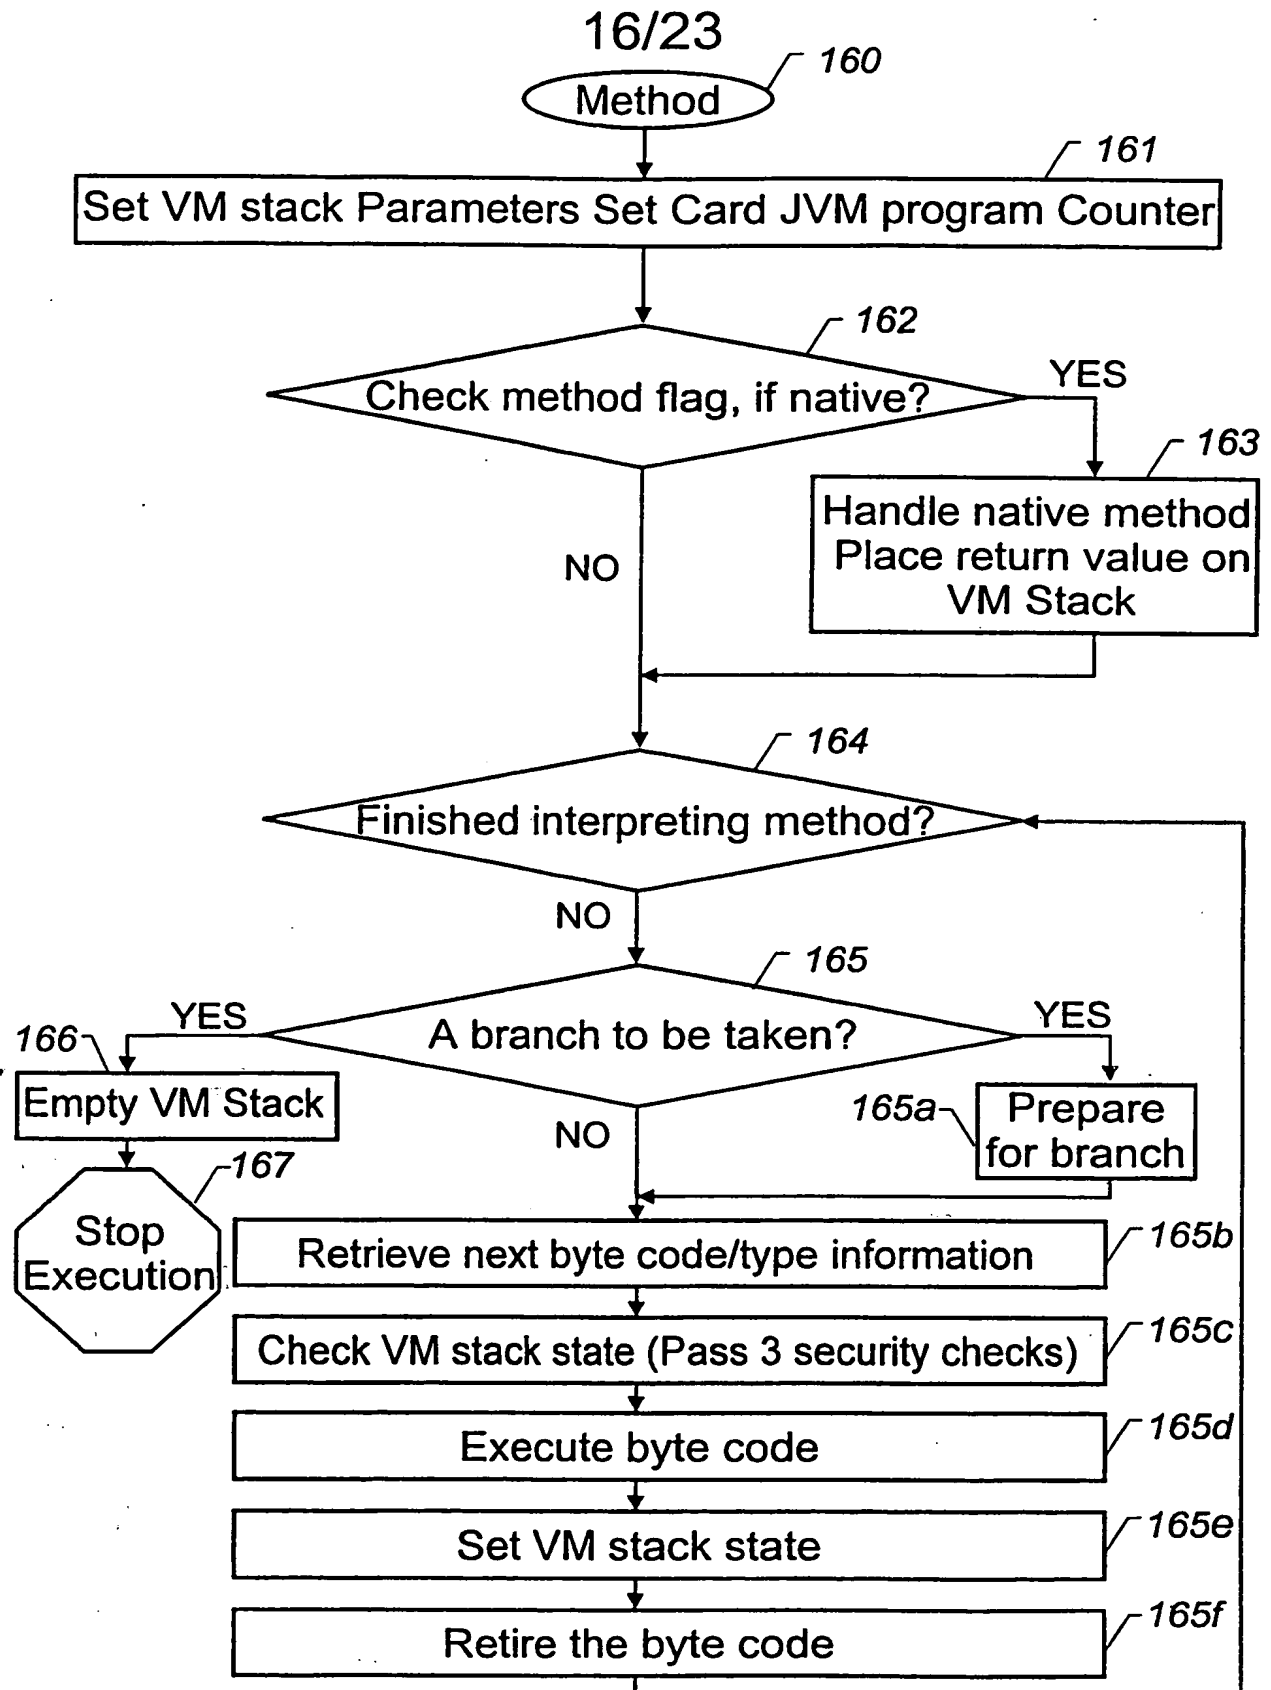 16/23
160
Method
161
Set VM stack Parameters Set Card JVM program Counter
162
Check method flag, if native?
YES
163
Handle native method
Place return value on
VM Stack
NO
164
Finished interpreting method?
NO
165
A branch to be taken?
YES
YES
166
Empty VM Stack
165a
Prepare
for branch
NO
167
Stop
Execution
165b
Retrieve next byte code/type information
165c
Check VM stack state (Pass 3 security checks)
165d
Execute byte code
165e
Set VM stack state
165f
Retire the byte code